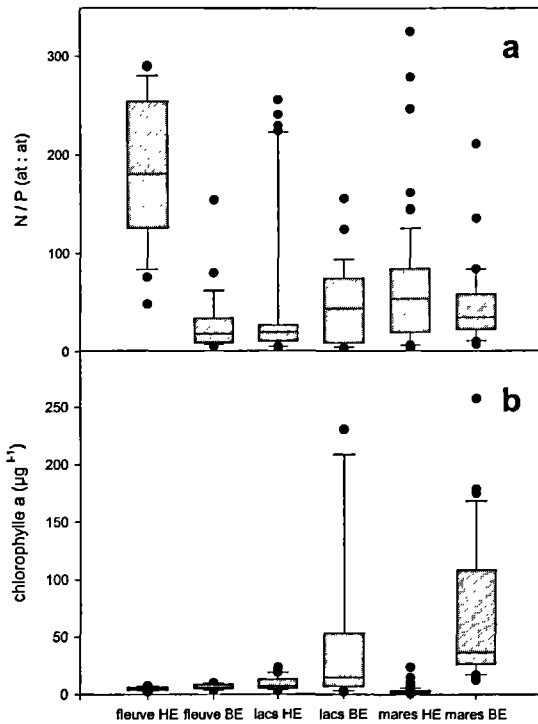 a
300
200
100
0
N / P (at : at)
b
250
200
150
100
50
0
chlorophylle a (µg l-1)
fleuve HE fleuve BE lacs HE lacs BE mares HE mares BE